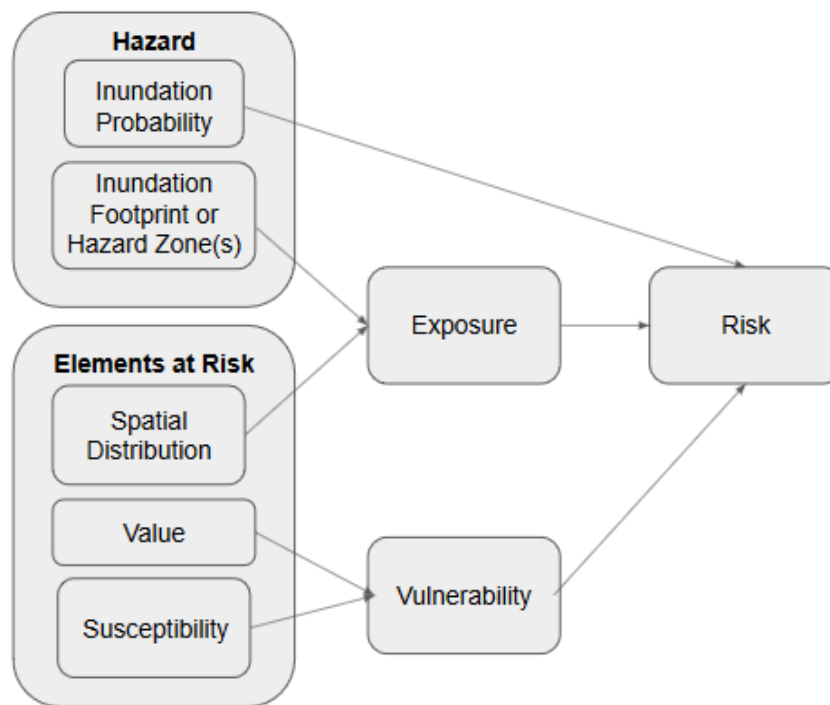 Hazard
Inundation
Probability
Inundation
Footprint or
Hazard Zone(s)
Exposure
Risk
Elements at Risk
Spatial
Distribution
Value
Vulnerability
Susceptibility